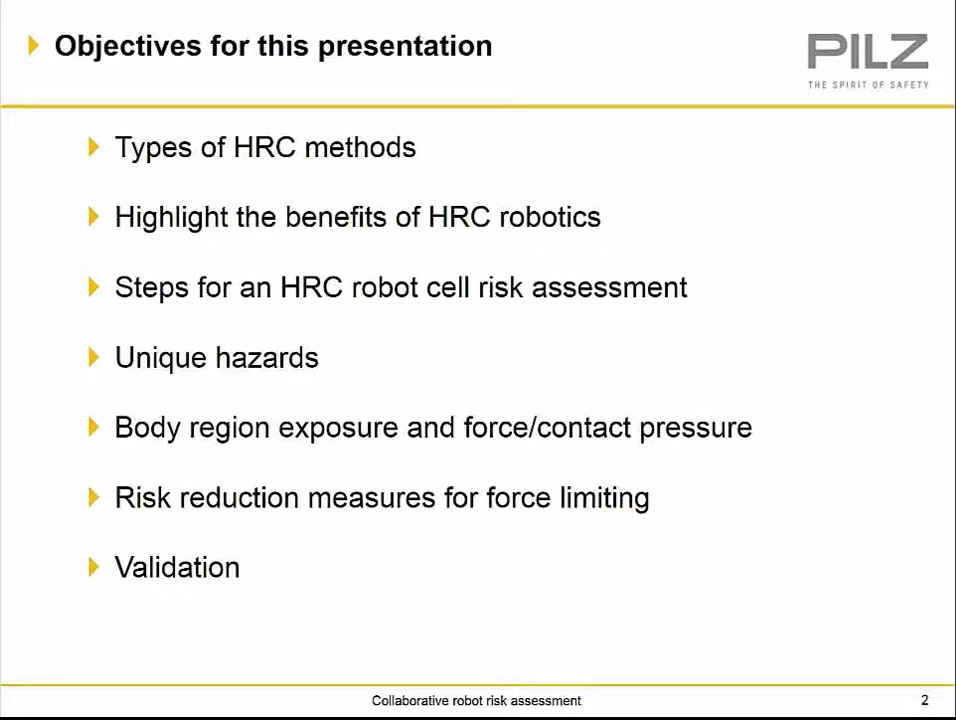 Objectives for this presentation
PILZ
THE SPIRIT OF SAFETY
Types of HRC methods
Highlight the benefits of HRC robotics
Steps for an HRC robot cell risk assessment
Unique hazards
Body region exposure and force/contact pressure
Risk reduction measures for force limiting
Validation
Collaborative robot risk assessment
2